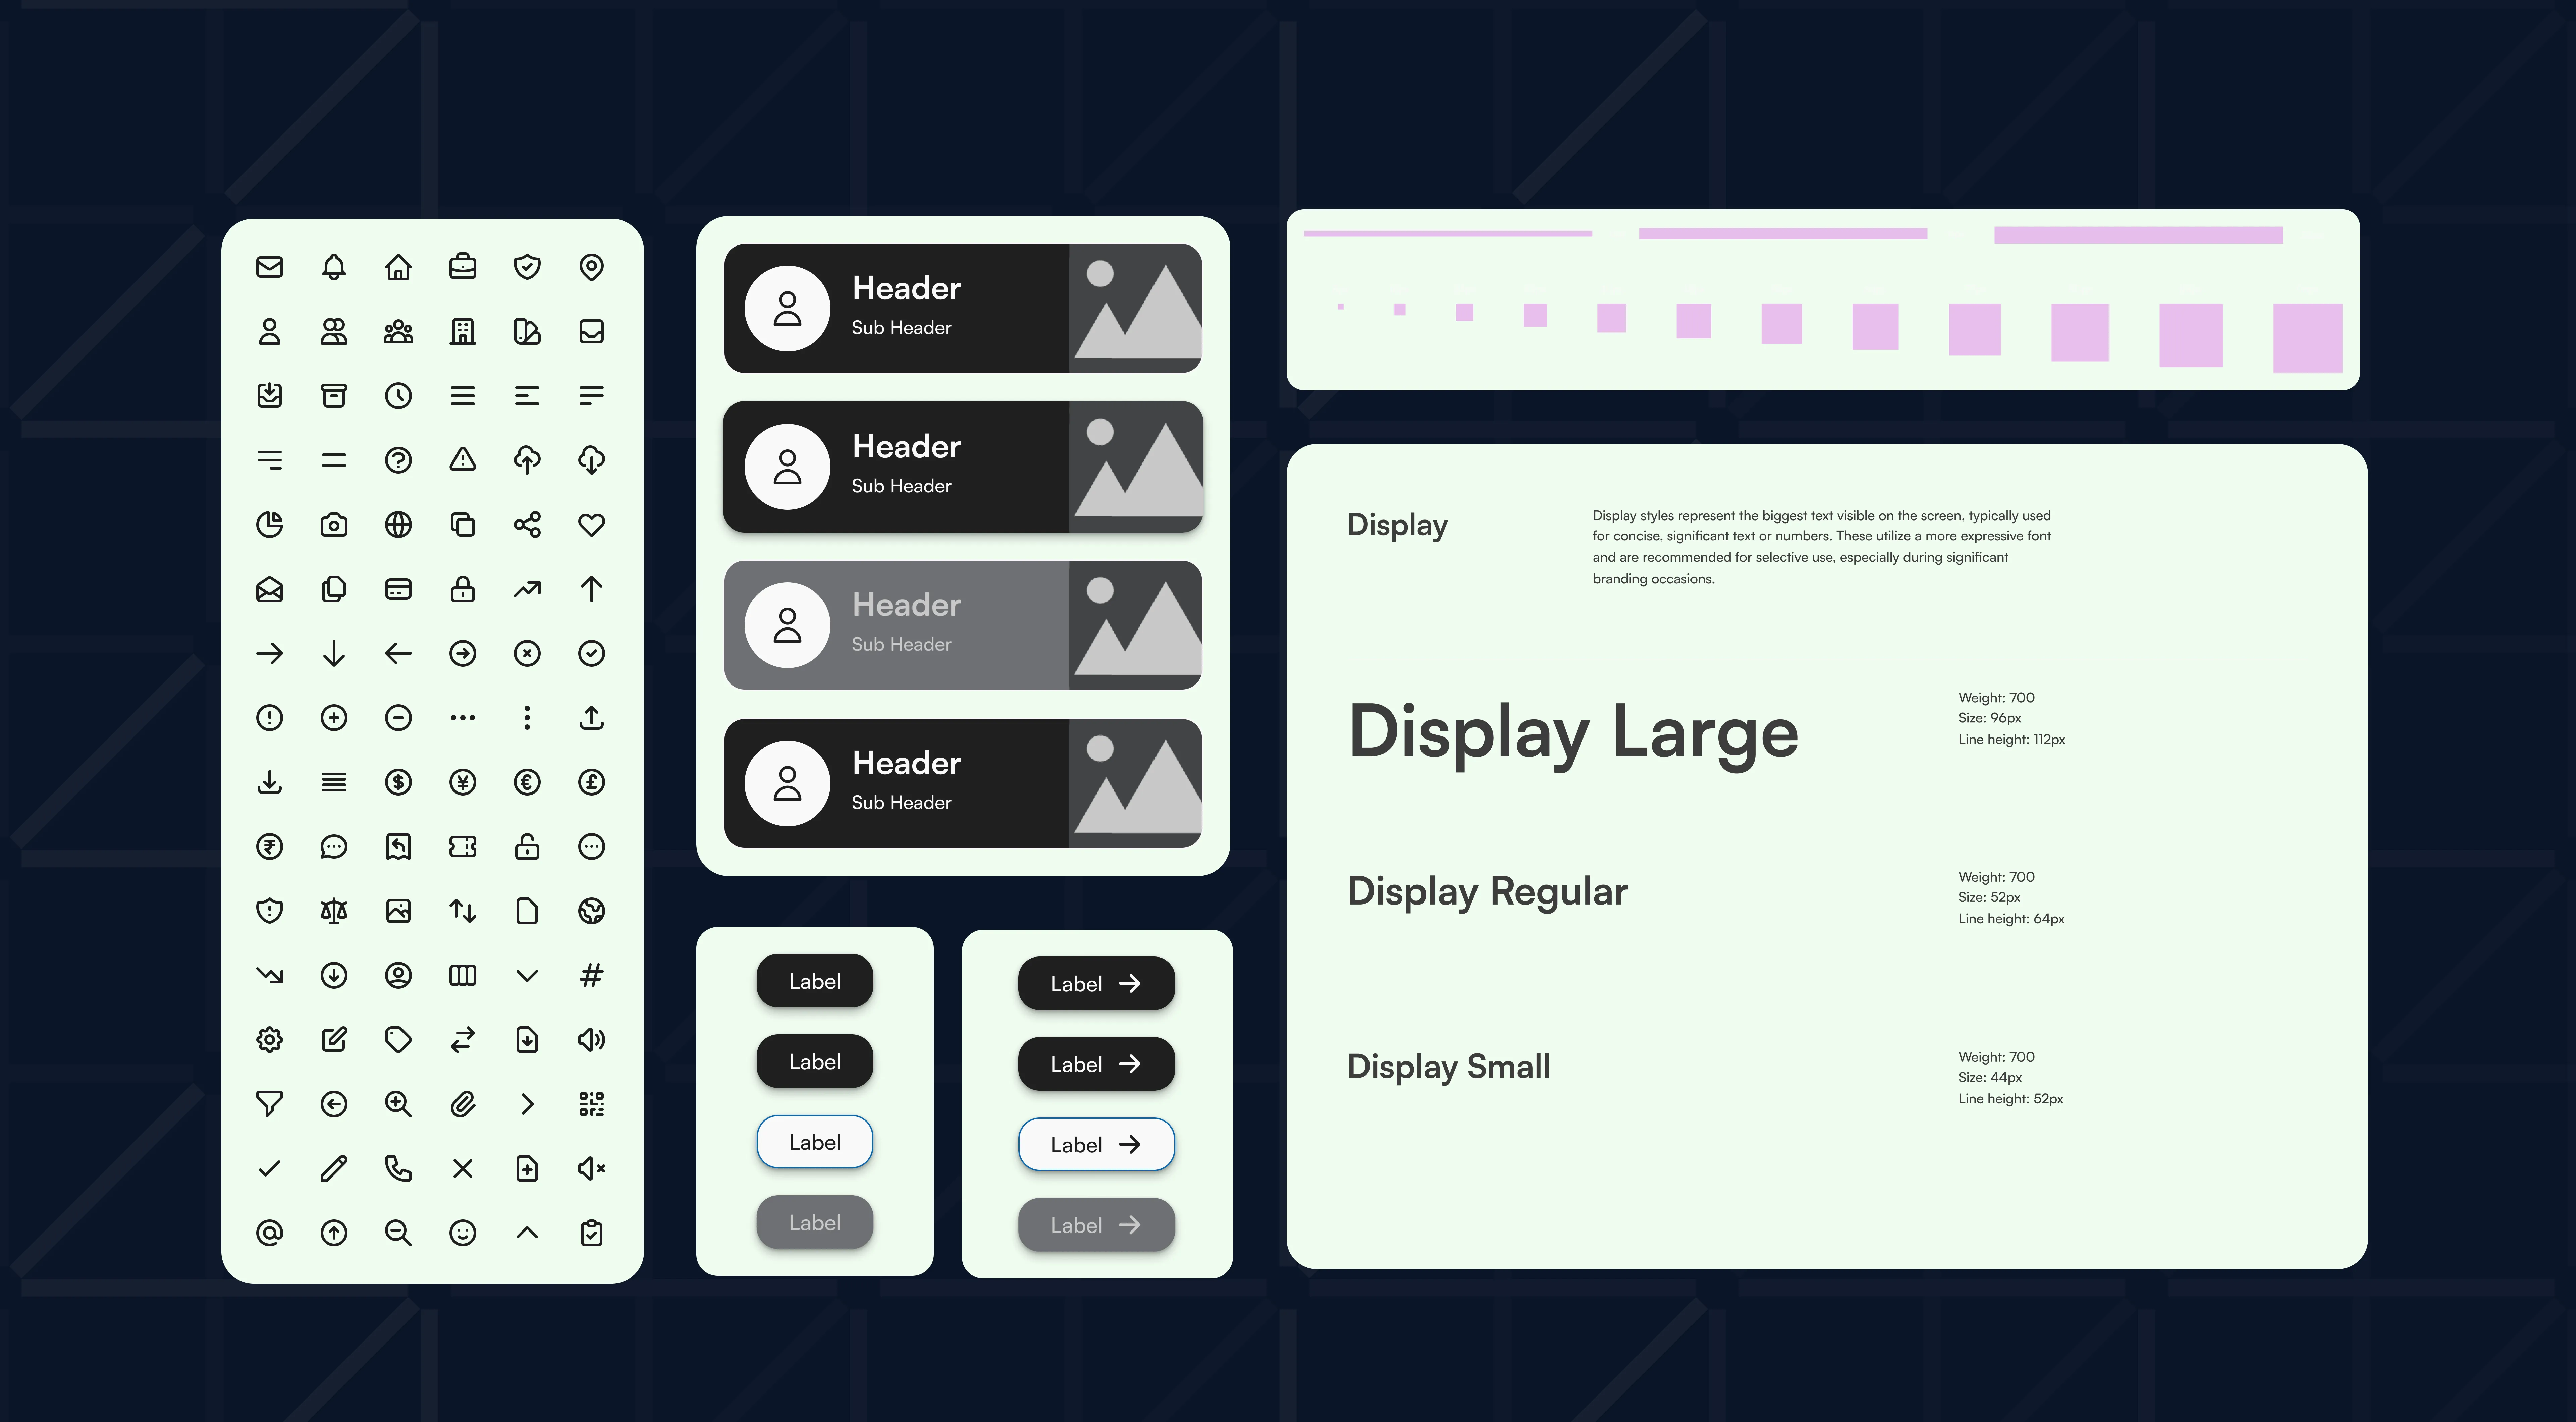 Header
Sub Header
Header
Sub Header
Header
Sub Header
Header
Sub Header
Label
Label
Label
Label
Label
Label
Label
Label
Display
Display styles represent the biggest text visible on the screen, typically used
for concise, significant text or numbers. These utilize a more expressive font
and are recommended for selective use, especially during significant
branding occasions.
Display Large
Weight: 700
Size: 96px
Line height: 112px
Display Regular
Weight: 700
Size: 52px
Line height: 64px
Display Small
Weight: 700
Size: 44px
Line height: 52px